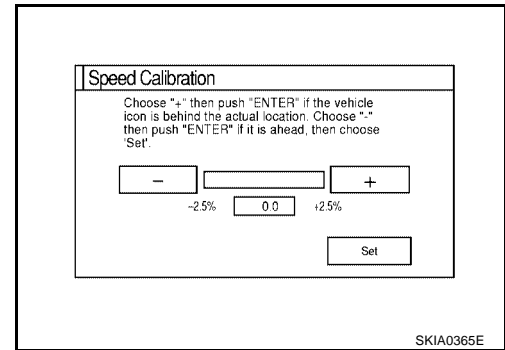 Speed Calibration
Choose "+" then push "ENTER" if the vehicle
icon is behind the actual location. Choose "-"
then push "ENTER" if it is ahead, then choose
'Set'.
− +
−2.5% 0.0 +2.5%
Set
SKIA0365E